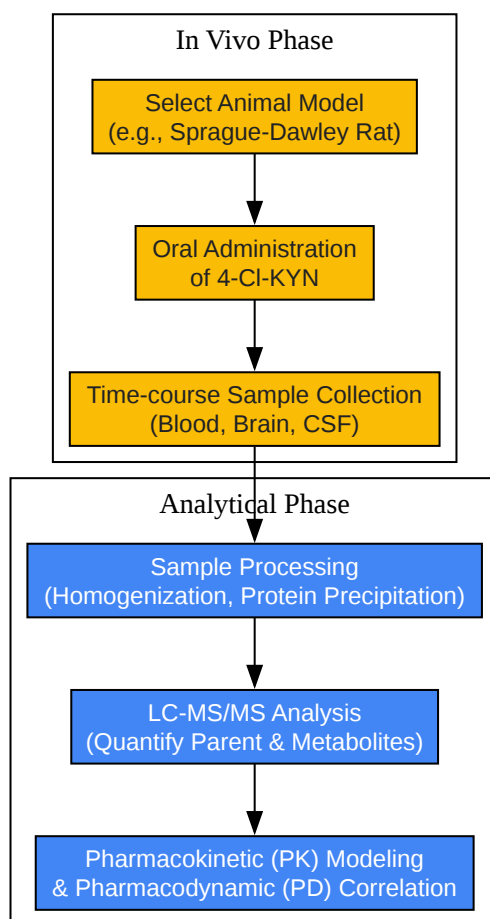 In Vivo Phase
Select Animal Model
(e.g., Sprague-Dawley Rat)
Oral Administration
of 4-Cl-KYN
Time-course Sample Collection
(Blood, Brain, CSF)
Analytical Phase
Sample Processing
(Homogenization, Protein Precipitation)
LC-MS/MS Analysis
(Quantify Parent & Metabolites)
Pharmacokinetic (PK) Modeling
& Pharmacodynamic (PD) Correlation